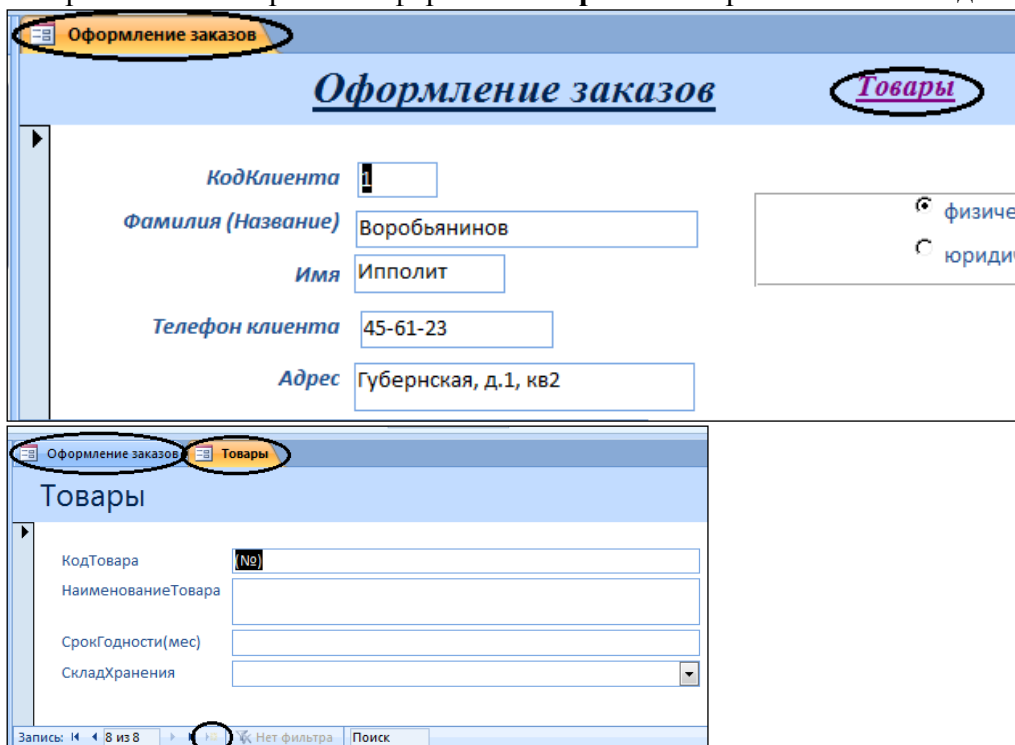 Оформление заказов
Оформление заказов Товары
КодКлиента 1
физиче
Фамилия (Название) Воробьянинов
юридич
Имя Ипполит
Телефон клиента 45-61-23
Адрес Губернская, д.1, кв2
Оформление заказов Товары
Товары
КодТовара (№)
НаименованиеТовара
СрокГодности(мес)
СкладХранения
Запись: 8 из 8 Нет фильтра Поиск